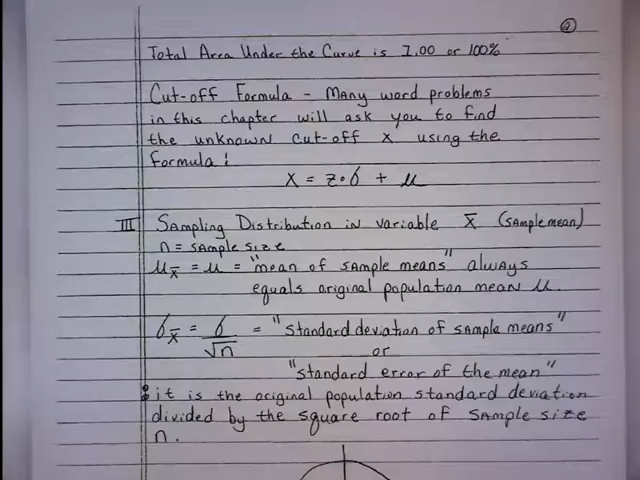 2
Total Area Under the Curve is 1.00 or 100%
Cut-off Formula - Many word problems
in this chapter will ask you to find
the unknown cut-off x using the
formula:
x = z•σ + μ
III Sampling Distribution in variable x̅ (sample mean)
n = sample size
μx̅ = μ = "mean of sample means" always
equals original population mean μ.
σx̅ = σ/√n = "standard deviation of sample means"
or
"standard error of the mean"
: it is the original population standard deviation
divided by the square root of sample size
n.